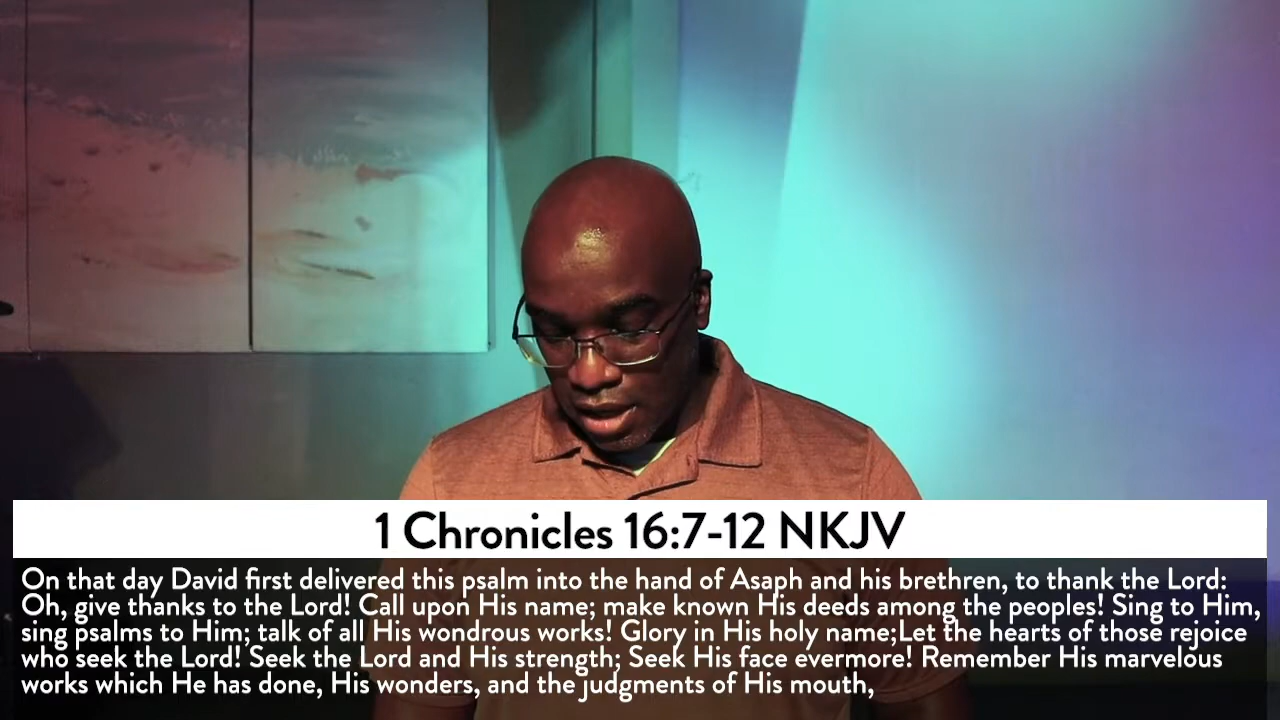 1 Chronicles 16:7-12 NKJV
On that day David first delivered this psalm into the hand of Asaph and his brethren, to thank the Lord:
Oh, give thanks to the Lord! Call upon His name; make known His deeds among the peoples! Sing to Him,
sing psalms to Him; talk of all His wondrous works! Glory in His holy name;Let the hearts of those rejoice
who seek the Lord! Seek the Lord and His strength; Seek His face evermore! Remember His marvelous
works which He has done, His wonders, and the judgments of His mouth,